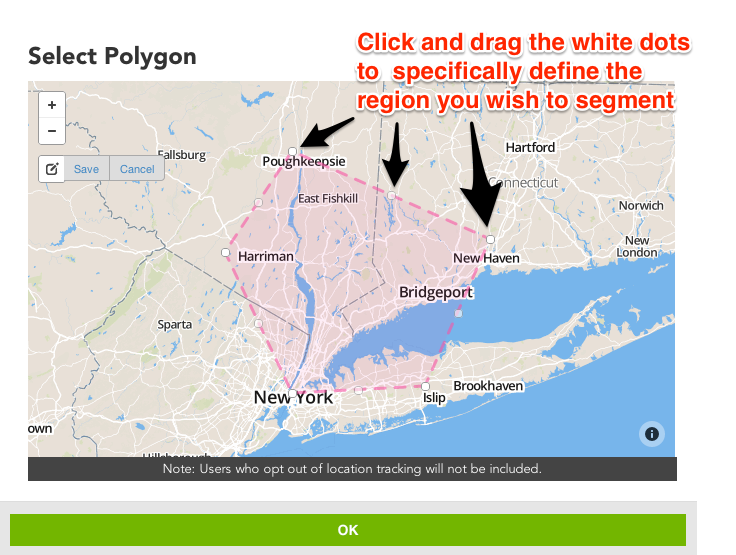 Select Polygon
Click and drag the white dots
to specifically define the
region you wish to segment
+
−
Save Cancel
Fallsburg
Poughkeepsie
Hartford
Connecticut
East Fishkill
Norwich
New
London
Harriman
New Haven
Bridgeport
Sparta
New York
Brookhaven
Islip
own
Note: Users who opt out of location tracking will not be included.
OK